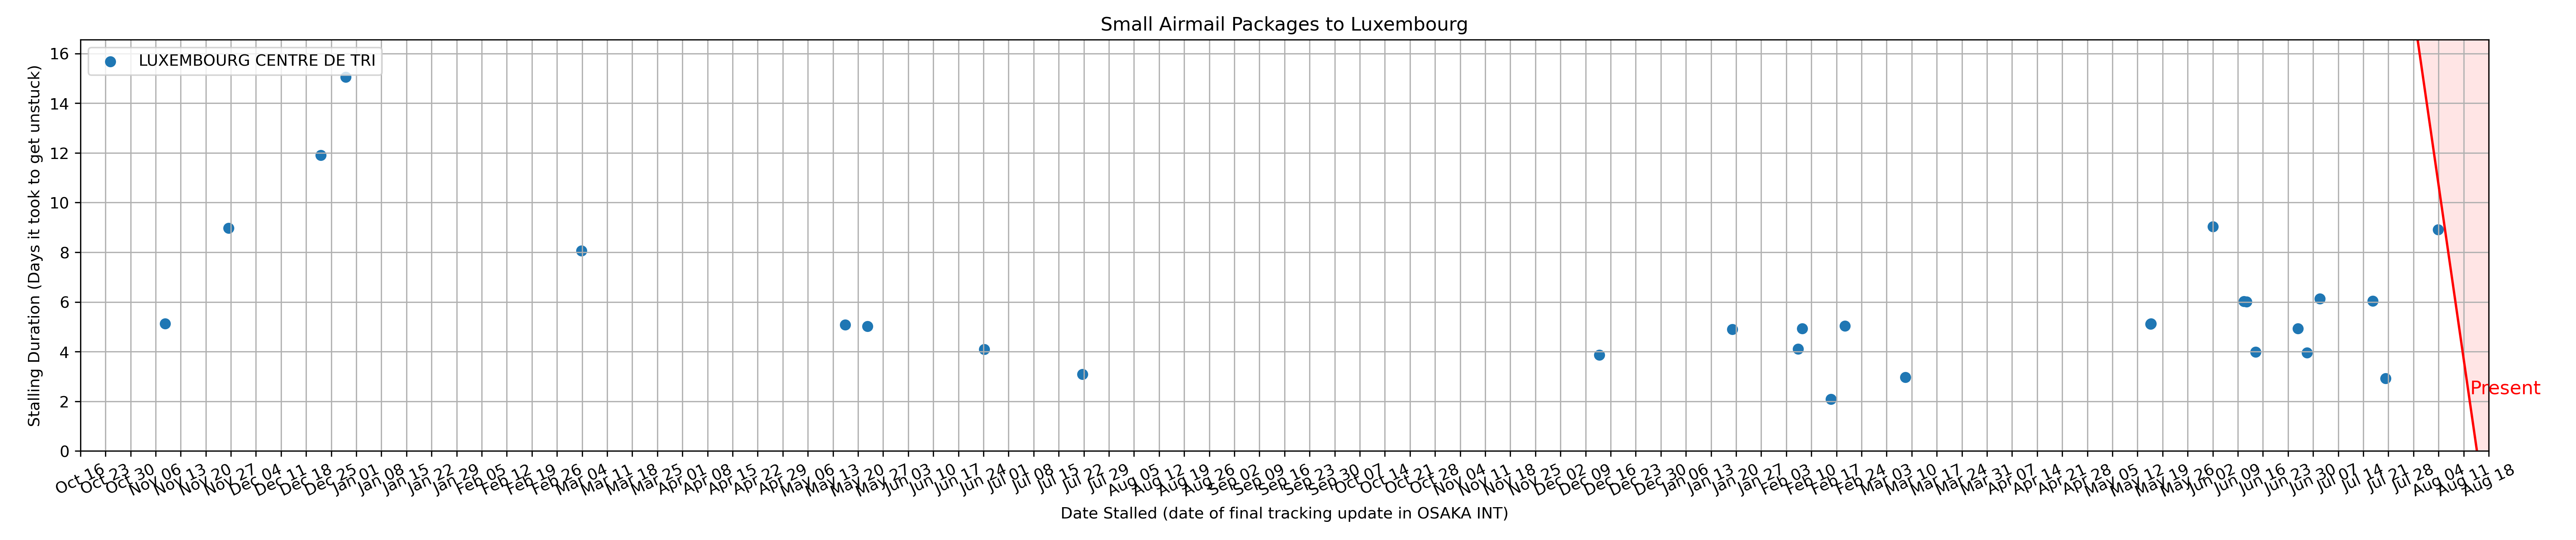 Small Airmail Packages to Luxembourg
LUXEMBOURG CENTRE DE TRI
Stalling Duration (Days it took to get unstuck)
16
14
12
10
8
6
4
2
0
Present
Oct 16 Oct 23 Oct 30 Nov 06 Nov 13 Nov 20 Nov 27 Dec 04 Dec 11 Dec 18 Dec 25 Jan 01 Jan 08 Jan 15 Jan 22 Jan 29 Feb 05 Feb 12 Feb 19 Feb 26 Mar 04 Mar 11 Mar 18 Mar 25 Apr 01 Apr 08 Apr 15 Apr 22 Apr 29 May 06 May 13 May 20 May 27 Jun 03 Jun 10 Jun 17 Jun 24 Jul 01 Jul 08 Jul 15 Jul 22 Jul 29 Aug 05 Aug 12 Aug 19 Aug 26 Sep 02 Sep 09 Sep 16 Sep 23 Sep 30 Oct 07 Oct 14 Oct 21 Oct 28 Nov 04 Nov 11 Nov 18 Nov 25 Dec 02 Dec 09 Dec 16 Dec 23 Dec 30 Jan 06 Jan 13 Jan 20 Jan 27 Feb 03 Feb 10 Feb 17 Feb 24 Mar 03 Mar 10 Mar 17 Mar 24 Mar 31 Apr 07 Apr 14 Apr 21 Apr 28 May 05 May 12 May 19 May 26 Jun 02 Jun 09 Jun 16 Jun 23 Jun 30 Jul 07 Jul 14 Jul 21 Jul 28 Aug 04 Aug 11 Aug 18
Date Stalled (date of final tracking update in OSAKA INT)